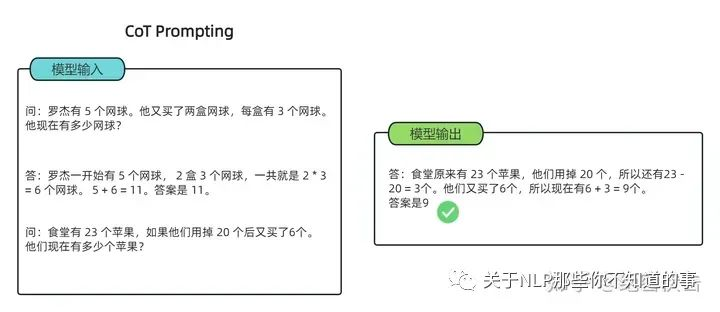 CoT Prompting
模型输入
问：罗杰有 5 个网球。他又买了两盒网球，每盒有 3 个网球。
他现在有多少网球？
答：罗杰一开始有 5 个网球， 2 盒 3 个网球，一共就是 2 * 3
= 6 个网球。 5 + 6 = 11。答案是 11。
问：食堂有 23 个苹果，如果他们用掉 20 个后又买了6个。
他们现在有多少个苹果？
模型输出
答：食堂原来有 23 个苹果，他们用掉 20 个，所以还有23 -
20 = 3个。他们又买了6个，所以现在有6 + 3 = 9个。
答案是9
关于NLP那些你不知道的事